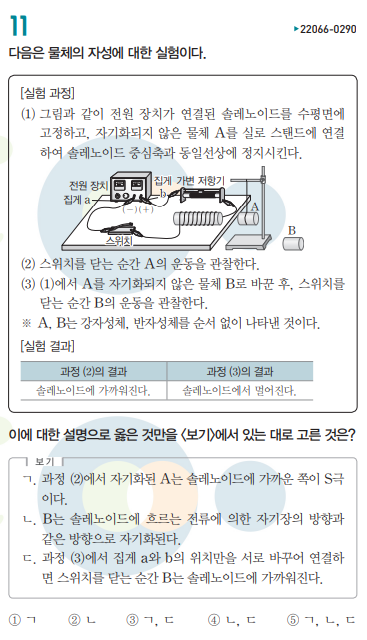 11
▶22066-0290
다음은 물체의 자성에 대한 실험이다.
[실험 과정]
(1) 그림과 같이 전원 장치가 연결된 솔레노이드를 수평면에
고정하고, 자기화되지 않은 물체 A를 실로 스탠드에 연결
하여 솔레노이드 중심축과 동일선상에 정지시킨다.
전원 장치
집게 가변 저항기
집게 a
b
A
(−)(+)
B
스위치
(2) 스위치를 닫는 순간 A의 운동을 관찰한다.
(3) (1)에서 A를 자기화되지 않은 물체 B로 바꾼 후, 스위치를
닫는 순간 B의 운동을 관찰한다.
※ A, B는 강자성체, 반자성체를 순서 없이 나타낸 것이다.
[실험 결과]
과정 (2)의 결과 과정 (3)의 결과
솔레노이드에 가까워진다. 솔레노이드에서 멀어진다.
이에 대한 설명으로 옳은 것만을 〈보기〉에서 있는 대로 고른 것은?
보기
ㄱ. 과정 (2)에서 자기화된 A는 솔레노이드에 가까운 쪽이 S극
이다.
ㄴ. B는 솔레노이드에 흐르는 전류에 의한 자기장의 방향과
같은 방향으로 자기화된다.
ㄷ. 과정 (3)에서 집게 a와 b의 위치만을 서로 바꾸어 연결하
면 스위치를 닫는 순간 B는 솔레노이드에 가까워진다.
① ㄱ ② ㄴ ③ ㄱ, ㄷ ④ ㄴ, ㄷ ⑤ ㄱ, ㄴ, ㄷ